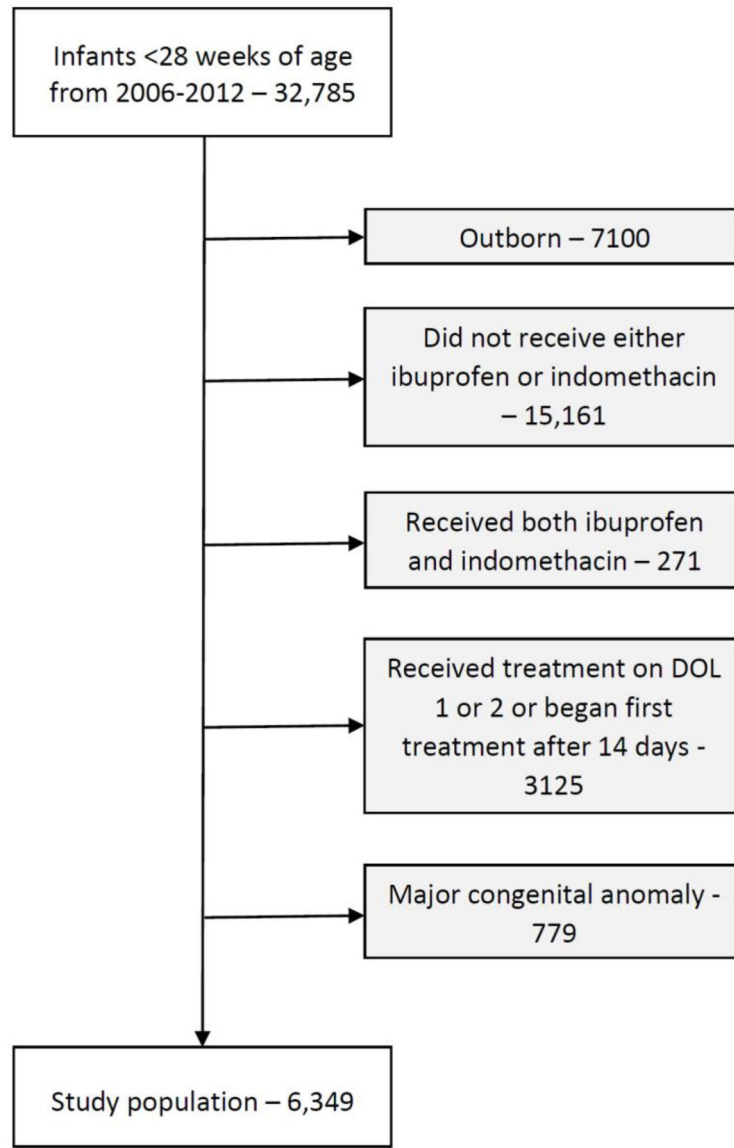 Infants <28 weeks of age
from 2006-2012 – 32,785
Outborn – 7100
Did not receive either
ibuprofen or indomethacin
– 15,161
Received both ibuprofen
and indomethacin – 271
Received treatment on DOL
1 or 2 or began first
treatment after 14 days -
3125
Major congenital anomaly -
779
Study population – 6,349